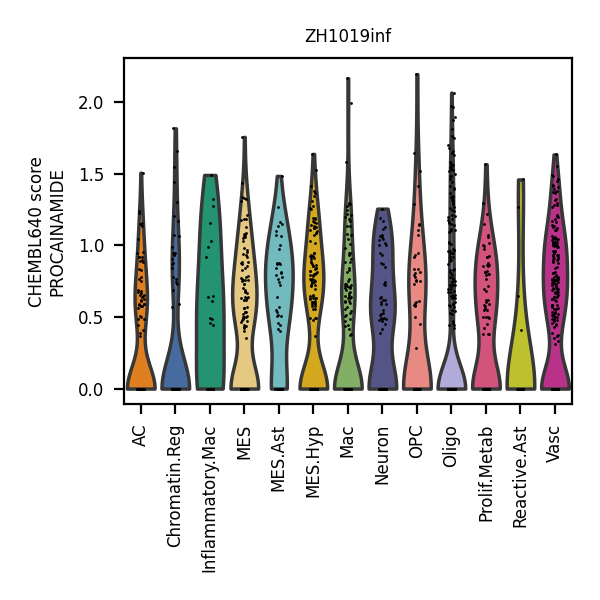 ZH1019inf
CHEMBL640 score
PROCAINAMIDE
2.0
1.5
1.0
0.5
0.0
AC
Chromatin.Reg
Inflammatory.Mac
MES
MES.Ast
MES.Hyp
Mac
Neuron
OPC
Oligo
Prolif.Metab
Reactive.Ast
Vasc